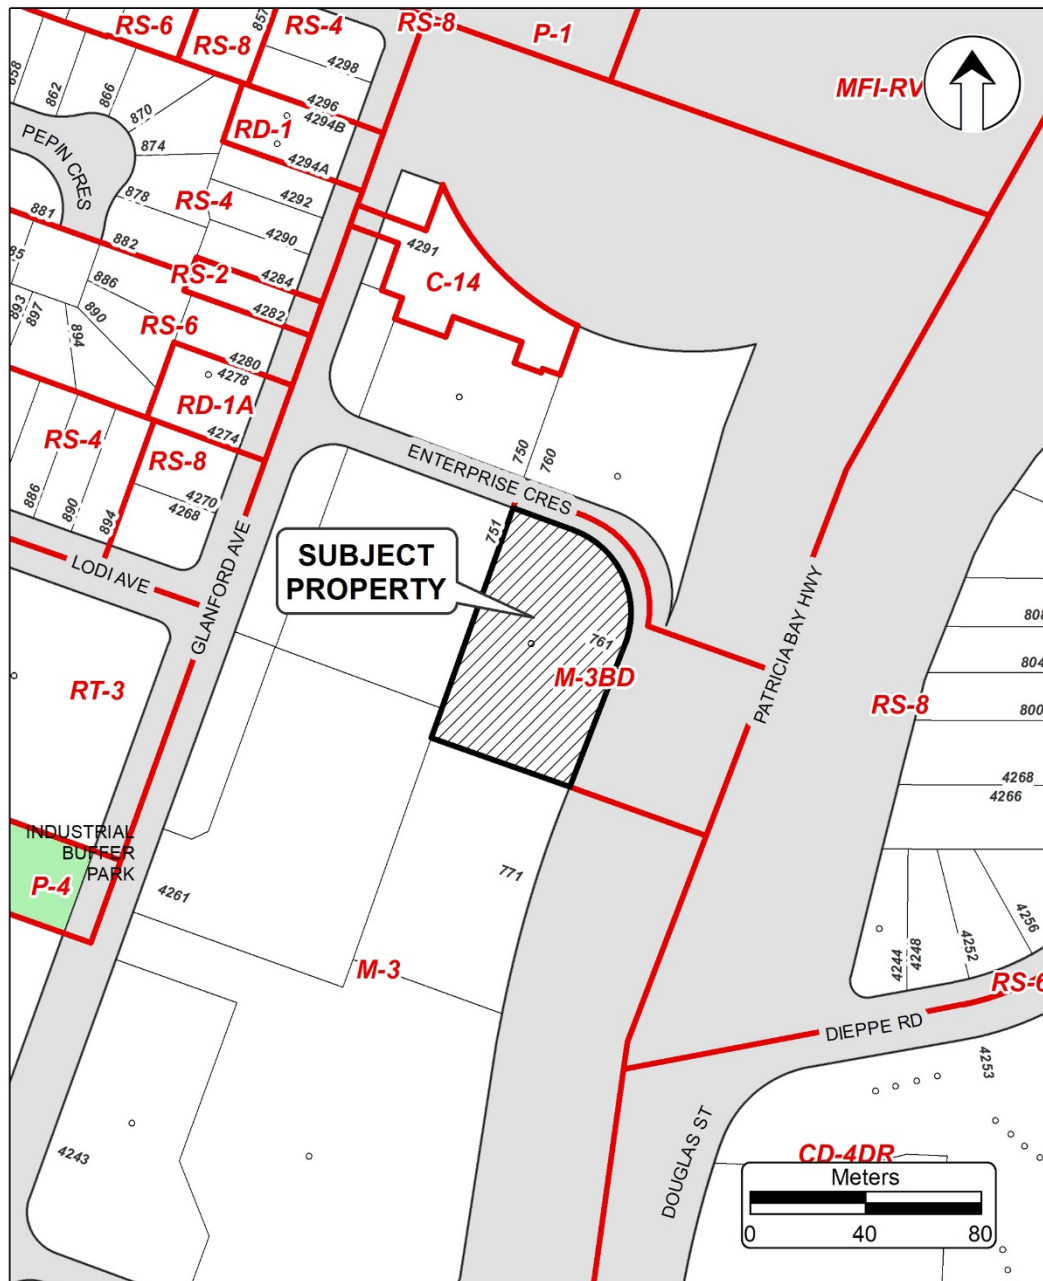 RS-6
RS-8
857
RS-4
RS-8
P-1
MFI-RV
858
862
866
870
874
878
4298
4296
4294B
RD-1
4294A
PEPIN CRES
RS-4
4292
4290
881
882
85
886
RS-2
4284
4282
4291
C-14
893
897
894
890
RS-6
4280
4278
RD-1A
4274
RS-4
RS-8
886
890
894
4270
4268
750
760
ENTERPRISE CRES
751
SUBJECT
PROPERTY
LODI AVE
GLANFORD AVE
761
M-3BD
PATRICIA BAY HWY
808
804
800
RS-8
4268
4266
RT-3
INDUSTRIAL
BUFFER
PARK
P-4
4261
771
M-3
4244
4248
4252
4256
RS-6
DIEPPE RD
4253
4243
DOUGLAS ST
CD-4DR
Meters
0 40 80